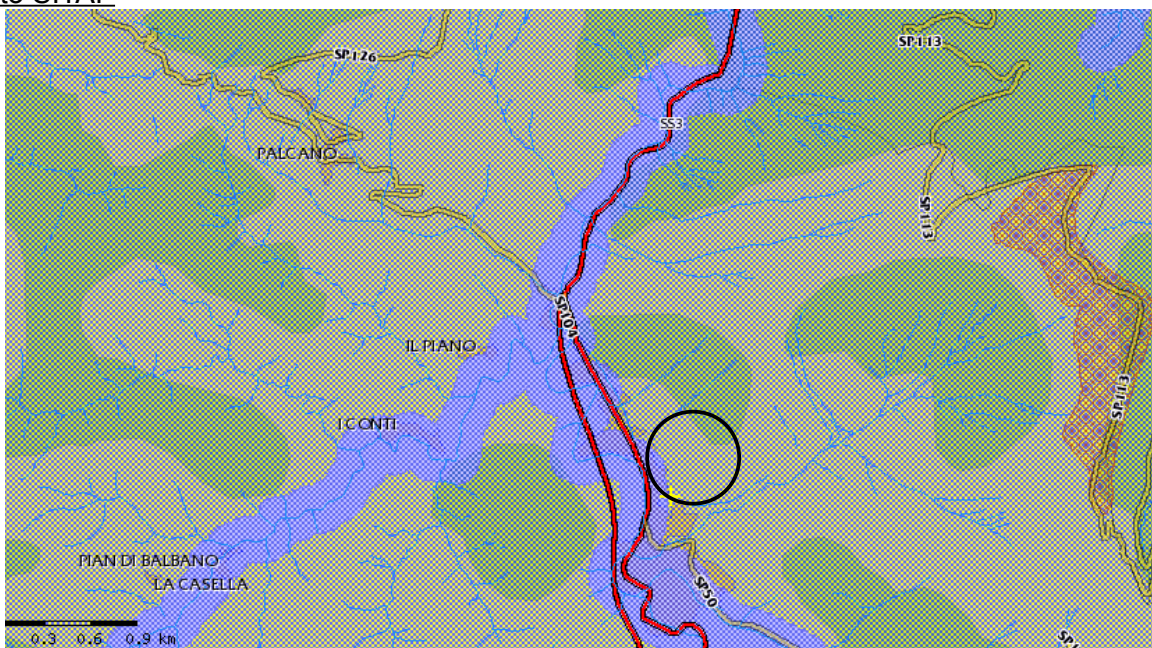 SP126
SP113
SS3
PALCANO
SP113
SP104
IL PIANO
SP113
I CONTI
PIAN DI BALBANO
LA CASELLA
SP50
0.3 0.6 0.9 km